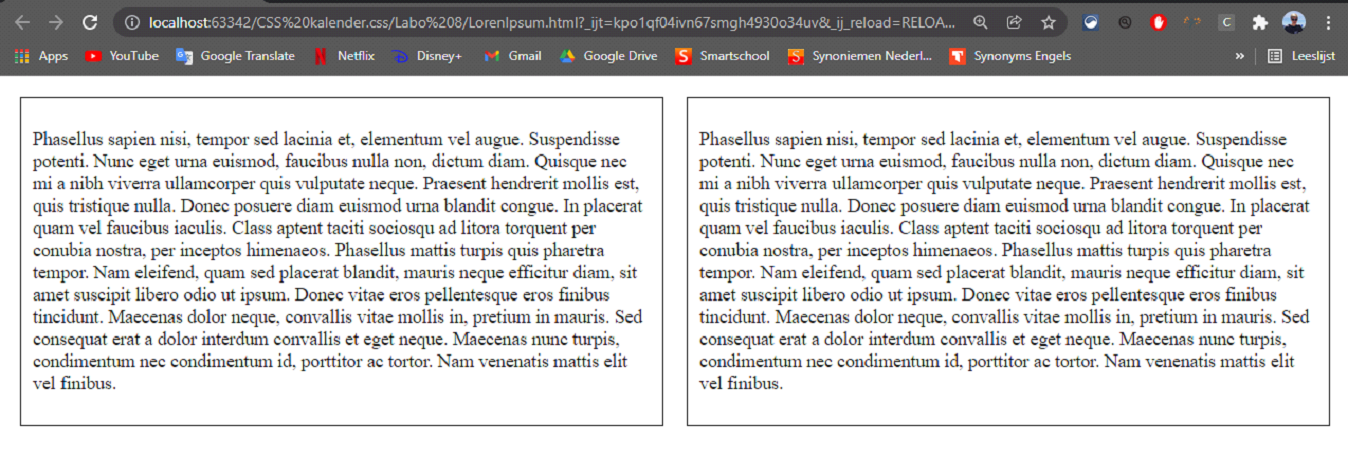 localhost:63342/CSS%20kalender.css/Labo%208/LorenIpsum.html?_ijt=kpo1qf04ivn67smgh4930o34uv&_ij_reload=RELOA...
Apps YouTube Google Translate Netflix Disney+ Gmail Google Drive Smartschool Synoniemen Nederl... Synonyms Engels » Leeslijst
Phasellus sapien nisi, tempor sed lacinia et, elementum vel augue. Suspendisse
potenti. Nunc eget urna euismod, faucibus nulla non, dictum diam. Quisque nec
mi a nibh viverra ullamcorper quis vulputate neque. Praesent hendrerit mollis est,
quis tristique nulla. Donec posuere diam euismod urna blandit congue. In placerat
quam vel faucibus iaculis. Class aptent taciti sociosqu ad litora torquent per
conubia nostra, per inceptos himenaeos. Phasellus mattis turpis quis pharetra
tempor. Nam eleifend, quam sed placerat blandit, mauris neque efficitur diam, sit
amet suscipit libero odio ut ipsum. Donec vitae eros pellentesque eros finibus
tincidunt. Maecenas dolor neque, convallis vitae mollis in, pretium in mauris. Sed
consequat erat a dolor interdum convallis et eget neque. Maecenas nunc turpis,
condimentum nec condimentum id, porttitor ac tortor. Nam venenatis mattis elit
vel finibus.
Phasellus sapien nisi, tempor sed lacinia et, elementum vel augue. Suspendisse
potenti. Nunc eget urna euismod, faucibus nulla non, dictum diam. Quisque nec
mi a nibh viverra ullamcorper quis vulputate neque. Praesent hendrerit mollis est,
quis tristique nulla. Donec posuere diam euismod urna blandit congue. In placerat
quam vel faucibus iaculis. Class aptent taciti sociosqu ad litora torquent per
conubia nostra, per inceptos himenaeos. Phasellus mattis turpis quis pharetra
tempor. Nam eleifend, quam sed placerat blandit, mauris neque efficitur diam, sit
amet suscipit libero odio ut ipsum. Donec vitae eros pellentesque eros finibus
tincidunt. Maecenas dolor neque, convallis vitae mollis in, pretium in mauris. Sed
consequat erat a dolor interdum convallis et eget neque. Maecenas nunc turpis,
condimentum nec condimentum id, porttitor ac tortor. Nam venenatis mattis elit
vel finibus.